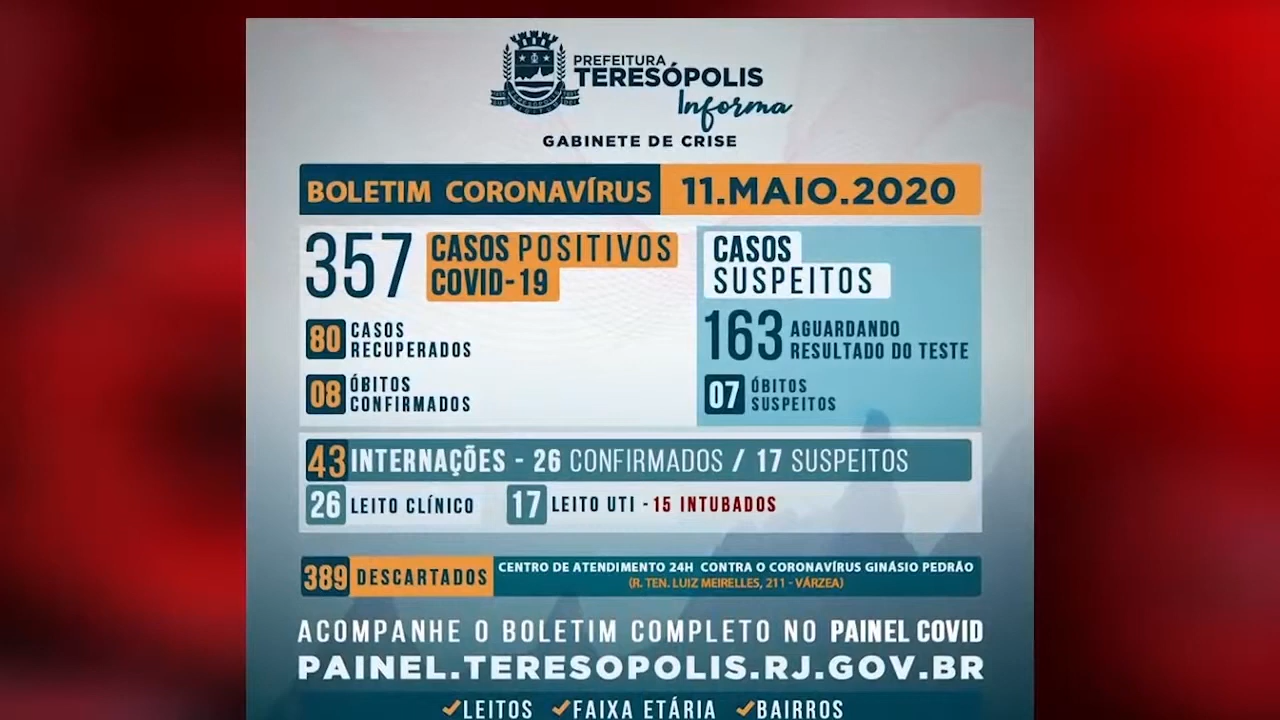 PREFEITURA
TERESÓPOLIS
Informa
GABINETE DE CRISE
BOLETIM CORONAVÍRUS 11.MAIO.2020
357 CASOS POSITIVOS
COVID-19
80 CASOS
RECUPERADOS
08 ÓBITOS
CONFIRMADOS
CASOS
SUSPEITOS
163 AGUARDANDO
RESULTADO DO TESTE
07 ÓBITOS
SUSPEITOS
43 INTERNAÇÕES - 26 CONFIRMADOS / 17 SUSPEITOS
26 LEITO CLÍNICO 17 LEITO UTI - 15 INTUBADOS
389 DESCARTADOS
CENTRO DE ATENDIMENTO 24H CONTRA O CORONAVÍRUS GINÁSIO PEDRÃO
(R. TEN. LUIZ MEIRELLES, 211 - VÁRZEA)
ACOMPANHE O BOLETIM COMPLETO NO PAINEL COVID
PAINEL.TERESOPOLIS.RJ.GOV.BR
LEITOS FAIXA ETÁRIA BAIRROS